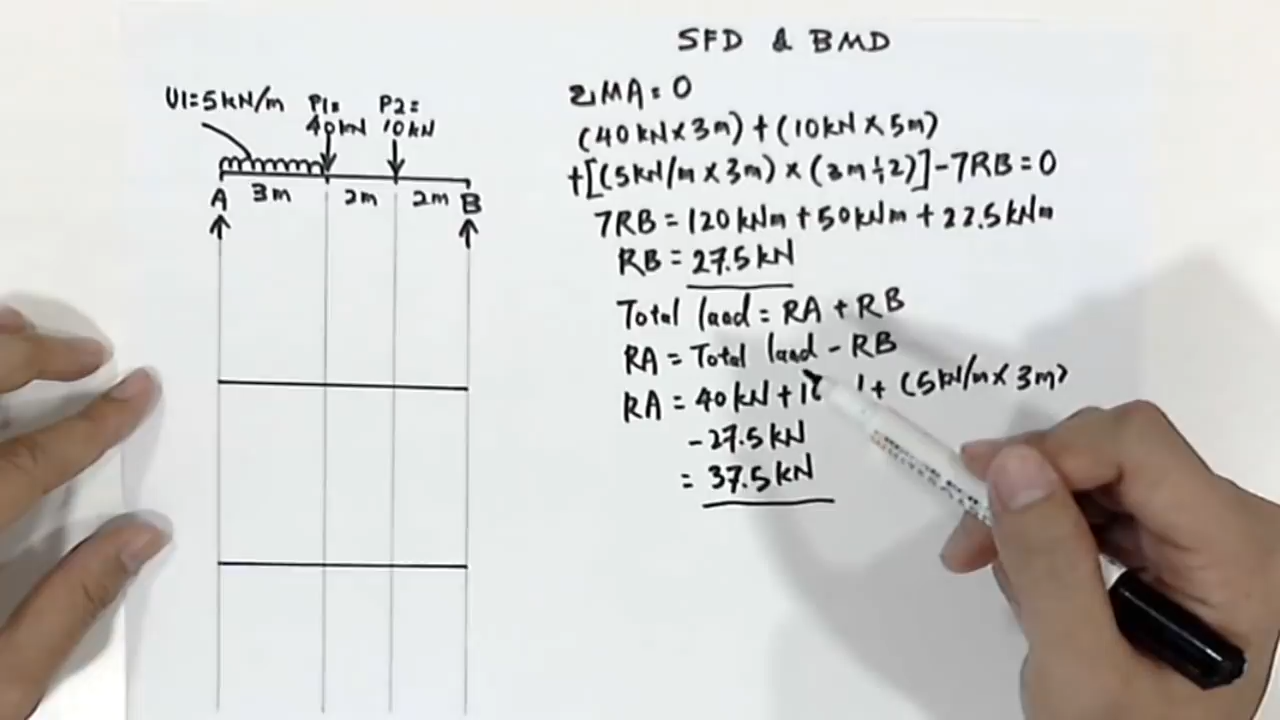 SFD & BMD
U1=5kN/m P1= P2=
40kN 10kN
A 3m 2m 2m B
ΣMA=0
(40kN×3m)+(10kN×5m)
+[(5kN/m×3m)×(3m÷2)]-7RB=0
7RB=120kNm+50kNm+22.5kNm
RB=27.5kN
Total load=RA+RB
RA=Total load-RB
RA=40kN+ + (5kN/m×3m)
-27.5kN
=37.5kN